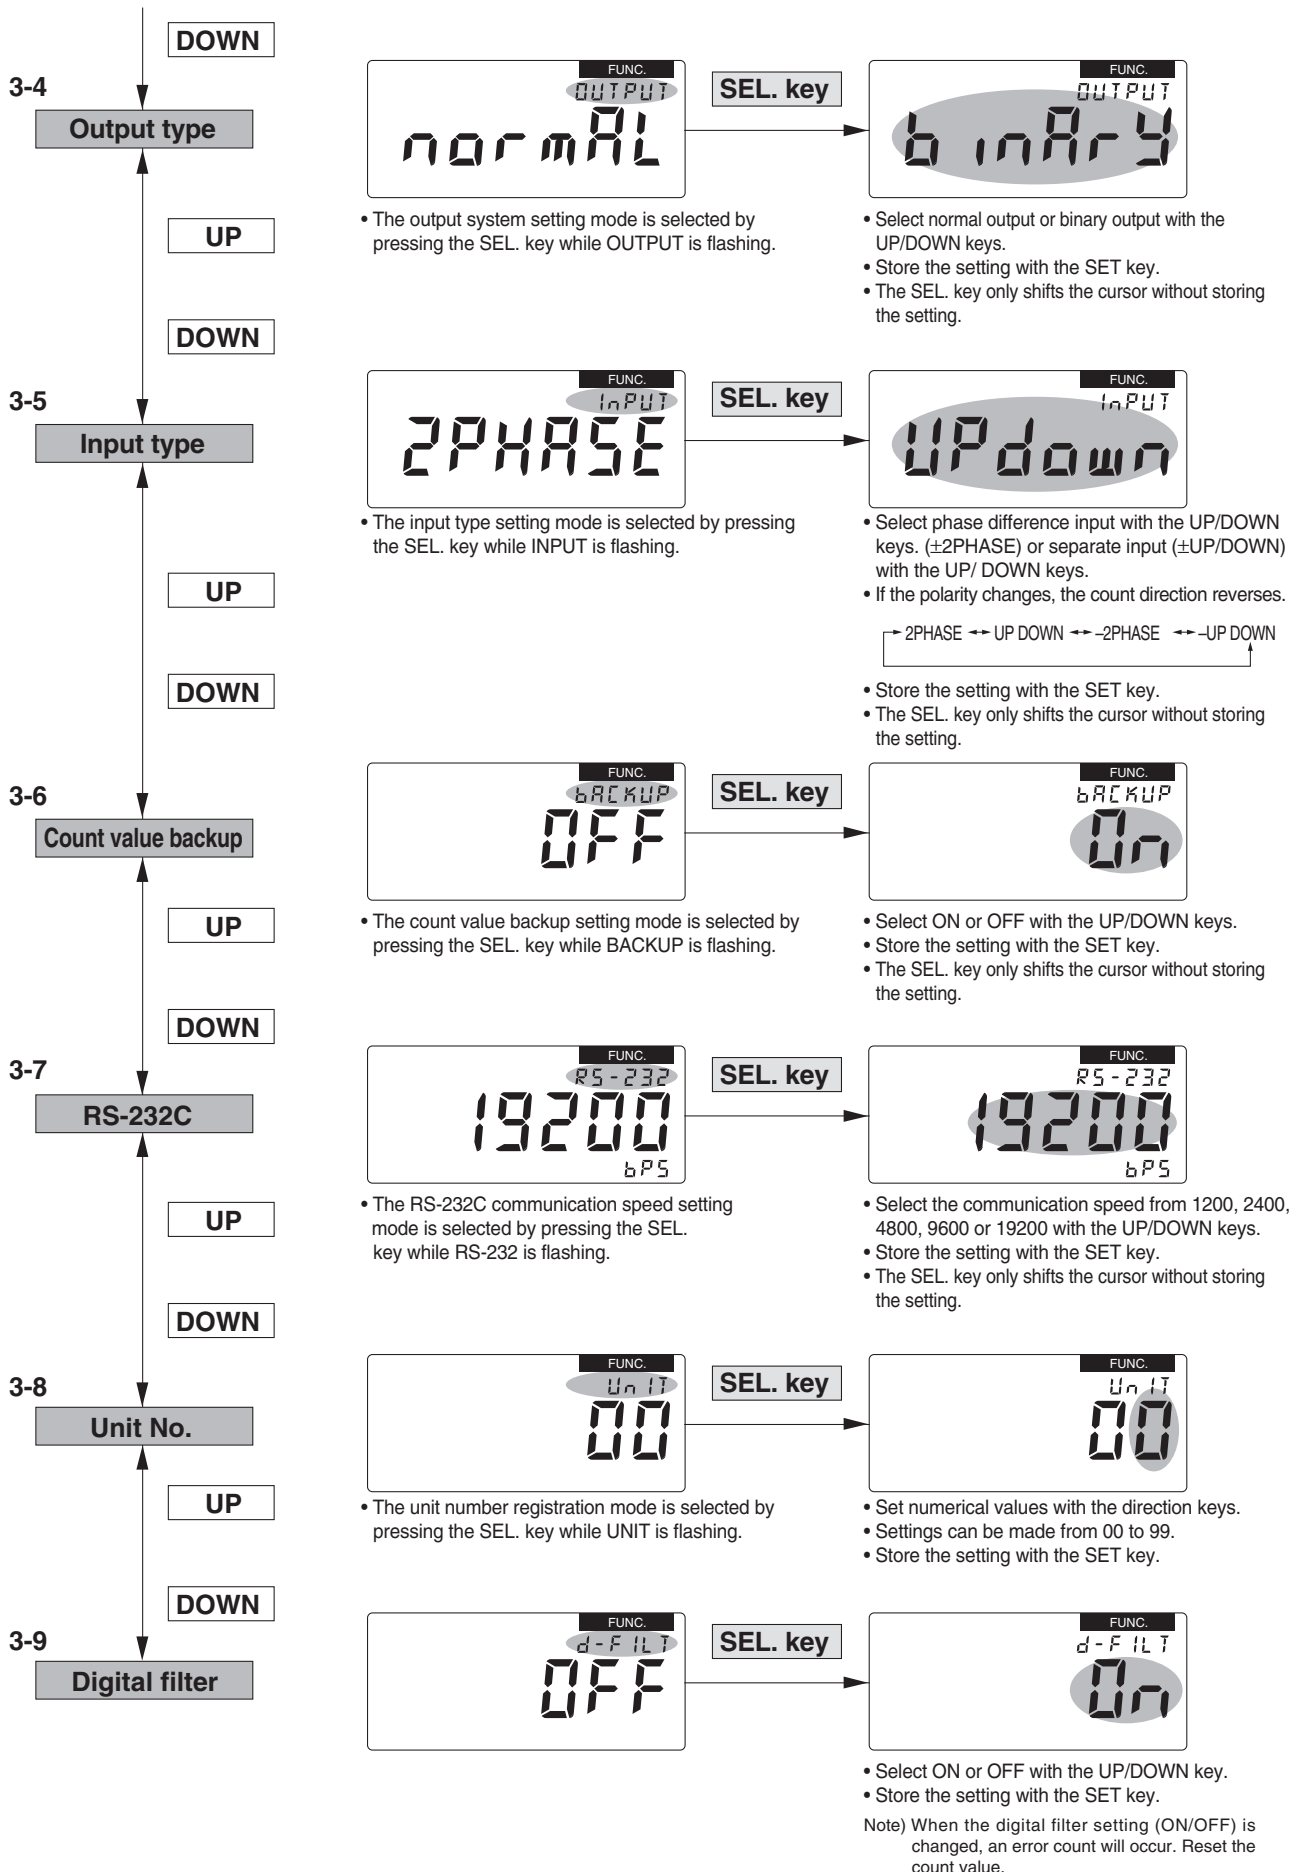 DOWN
3-4
Output type
FUNC.
OUTPUT
normAL
SEL. key
FUNC.
OUTPUT
binArY
• The output system setting mode is selected by
pressing the SEL. key while OUTPUT is flashing.
• Select normal output or binary output with the
UP/DOWN keys.
• Store the setting with the SET key.
• The SEL. key only shifts the cursor without storing
the setting.
UP
DOWN
3-5
Input type
FUNC.
InPUT
2PHASE
SEL. key
FUNC.
InPUT
UPdown
• The input type setting mode is selected by pressing
the SEL. key while INPUT is flashing.
• Select phase difference input with the UP/DOWN
keys. (±2PHASE) or separate input (±UP/DOWN)
with the UP/ DOWN keys.
• If the polarity changes, the count direction reverses.
2PHASE ↔ UP DOWN ↔ –2PHASE ↔ –UP DOWN
• Store the setting with the SET key.
• The SEL. key only shifts the cursor without storing
the setting.
UP
DOWN
3-6
Count value backup
FUNC.
bACKUP
OFF
SEL. key
FUNC.
bACKUP
On
• The count value backup setting mode is selected by
pressing the SEL. key while BACKUP is flashing.
• Select ON or OFF with the UP/DOWN keys.
• Store the setting with the SET key.
• The SEL. key only shifts the cursor without storing
the setting.
UP
DOWN
3-7
RS-232C
FUNC.
RS-232
19200
bPS
SEL. key
FUNC.
RS-232
19200
bPS
• The RS-232C communication speed setting
mode is selected by pressing the SEL.
key while RS-232 is flashing.
• Select the communication speed from 1200, 2400,
4800, 9600 or 19200 with the UP/DOWN keys.
• Store the setting with the SET key.
• The SEL. key only shifts the cursor without storing
the setting.
UP
DOWN
3-8
Unit No.
FUNC.
UnIT
00
SEL. key
FUNC.
UnIT
00
• The unit number registration mode is selected by
pressing the SEL. key while UNIT is flashing.
• Set numerical values with the direction keys.
• Settings can be made from 00 to 99.
• Store the setting with the SET key.
UP
DOWN
3-9
Digital filter
FUNC.
d-FILT
OFF
SEL. key
FUNC.
d-FILT
On
• Select ON or OFF with the UP/DOWN key.
• Store the setting with the SET key.
Note) When the digital filter setting (ON/OFF) is
changed, an error count will occur. Reset the
count value.